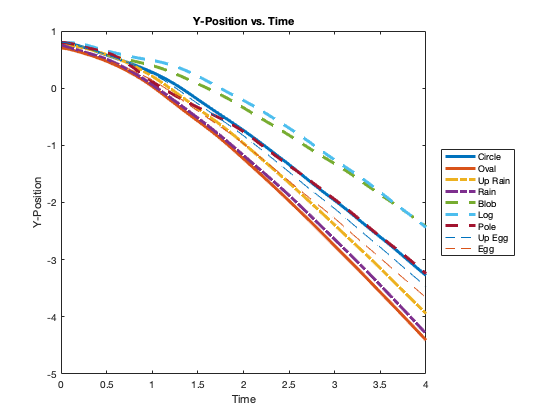 Y-Position vs. Time
1
0
-1
-2
-3
-4
-5
Y-Position
0
0.5
1
1.5
2
2.5
3
3.5
4
Time
Circle
Oval
Up Rain
Rain
Blob
Log
Pole
Up Egg
Egg